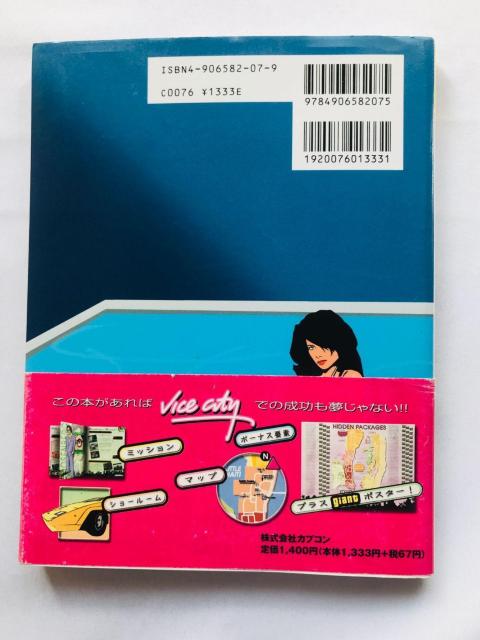 ISBN4-906582-07-9
C0076 ¥1333E
9784906582075
1920076013331
この本があれば Vice City での成功も夢じゃない!!
ミッション
ボーナス要素
HIDDEN PACKAGES
マップ
N
LITTLE HAITI
ショールーム
プラス giant ポスター!
株式会社カプコン
定価1,400円(本体1,333円+税67円)